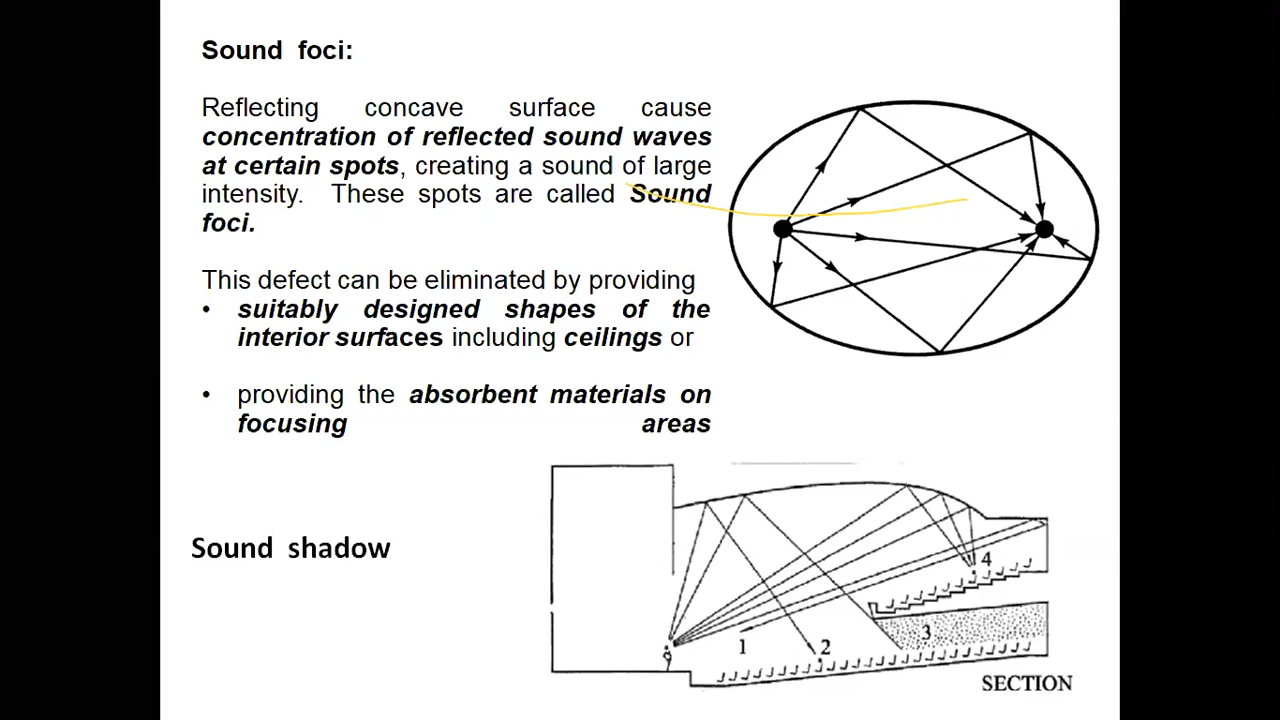 Sound foci:
Reflecting concave surface cause
concentration of reflected sound waves
at certain spots, creating a sound of large
intensity. These spots are called Sound
foci.
This defect can be eliminated by providing
• suitably designed shapes of the
interior surfaces including ceilings or
• providing the absorbent materials on
focusing areas
Sound shadow
4
3
1
2
SECTION